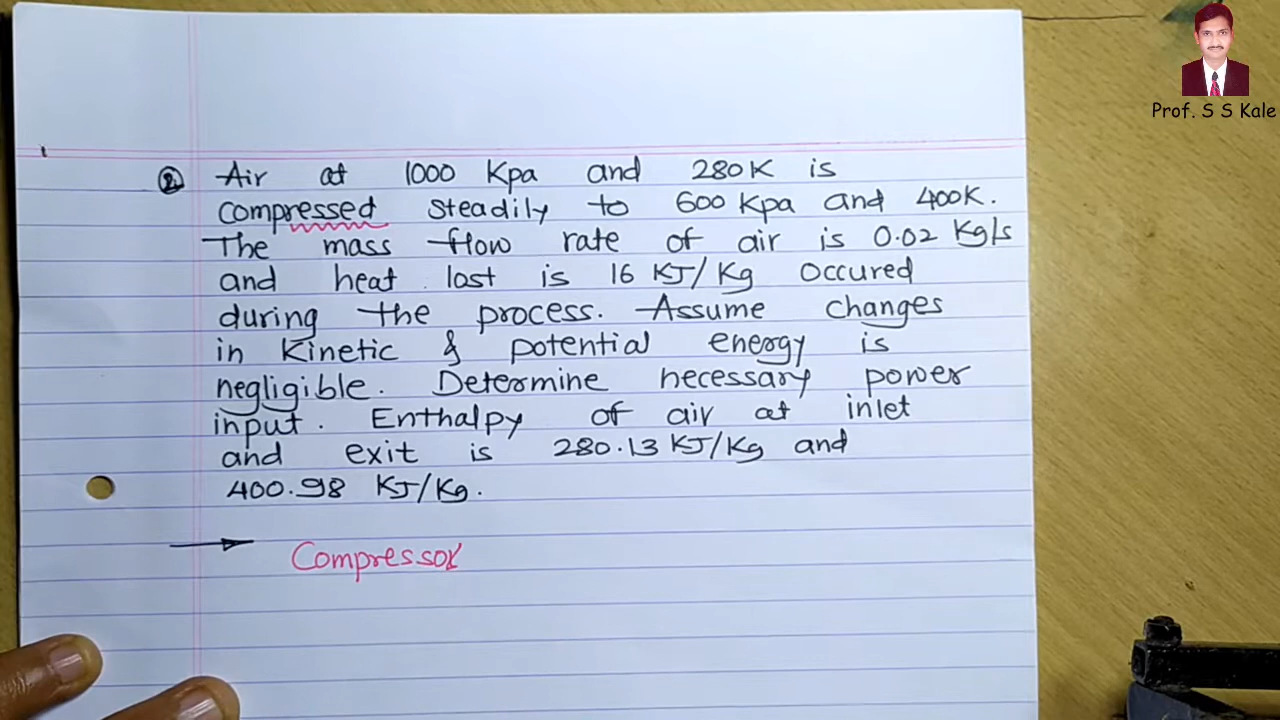 Prof. S S Kale
② Air at 1000 Kpa and 280K is
compressed steadily to 600 Kpa and 400K.
The mass flow rate of air is 0.02 Kg/s
and heat lost is 16 KJ/Kg occured
during the process. Assume changes
in Kinetic & potential energy is
negligible. Determine necessary power
input. Enthalpy of air at inlet
and exit is 280.13 KJ/Kg and
400.98 KJ/Kg.
Compressor